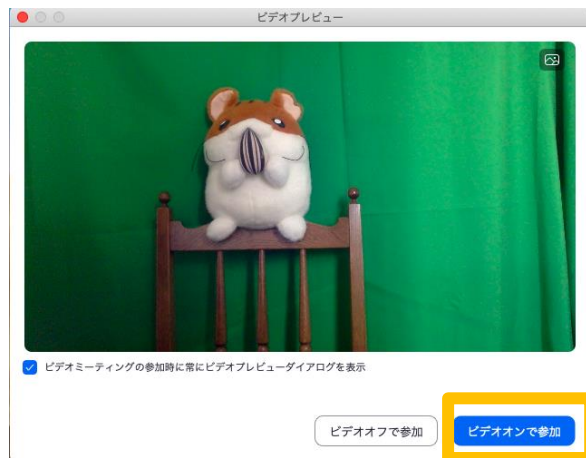 ビデオプレビュー
ビデオミーティングの参加時に常にビデオプレビューダイアログを表示
ビデオオフで参加
ビデオオンで参加